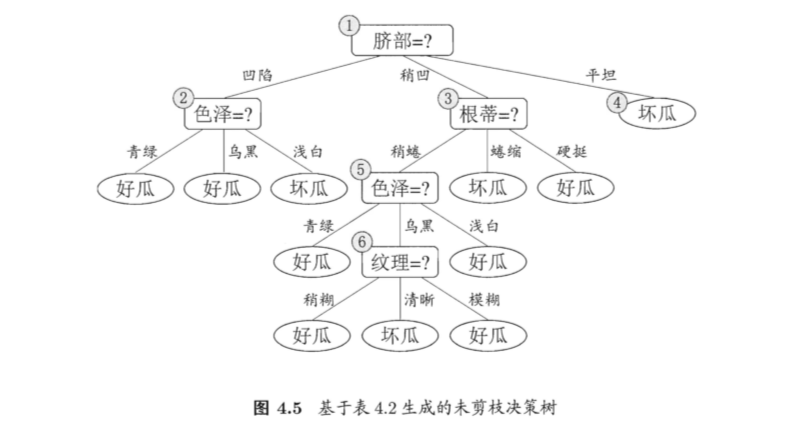 ① 脐部=?
凹陷 稍凹 平坦
② 色泽=? ③ 根蒂=? ④ 坏瓜
青绿 乌黑 浅白 稍蜷 蜷缩 硬挺
好瓜 好瓜 坏瓜 ⑤ 色泽=? 坏瓜 好瓜
青绿 乌黑 浅白
好瓜 ⑥ 纹理=? 好瓜
稍糊 清晰 模糊
好瓜 坏瓜 好瓜
图 4.5 基于表 4.2 生成的未剪枝决策树